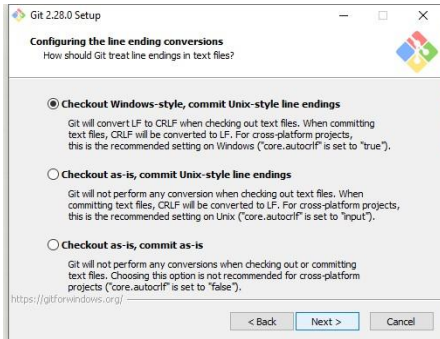 Git 2.28.0 Setup
Configuring the line ending conversions
How should Git treat line endings in text files?
Checkout Windows-style, commit Unix-style line endings
Git will convert LF to CRLF when checking out text files. When committing
text files, CRLF will be converted to LF. For cross-platform projects,
this is the recommended setting on Windows ("core.autocrlf" is set to "true").
Checkout as-is, commit Unix-style line endings
Git will not perform any conversion when checking out text files. When
committing text files, CRLF will be converted to LF. For cross-platform projects,
this is the recommended setting on Unix ("core.autocrlf" is set to "input").
Checkout as-is, commit as-is
Git will not perform any conversions when checking out or committing
text files. Choosing this option is not recommended for cross-platform
projects ("core.autocrlf" is set to "false").
https://gitforwindows.org/
< Back Next > Cancel